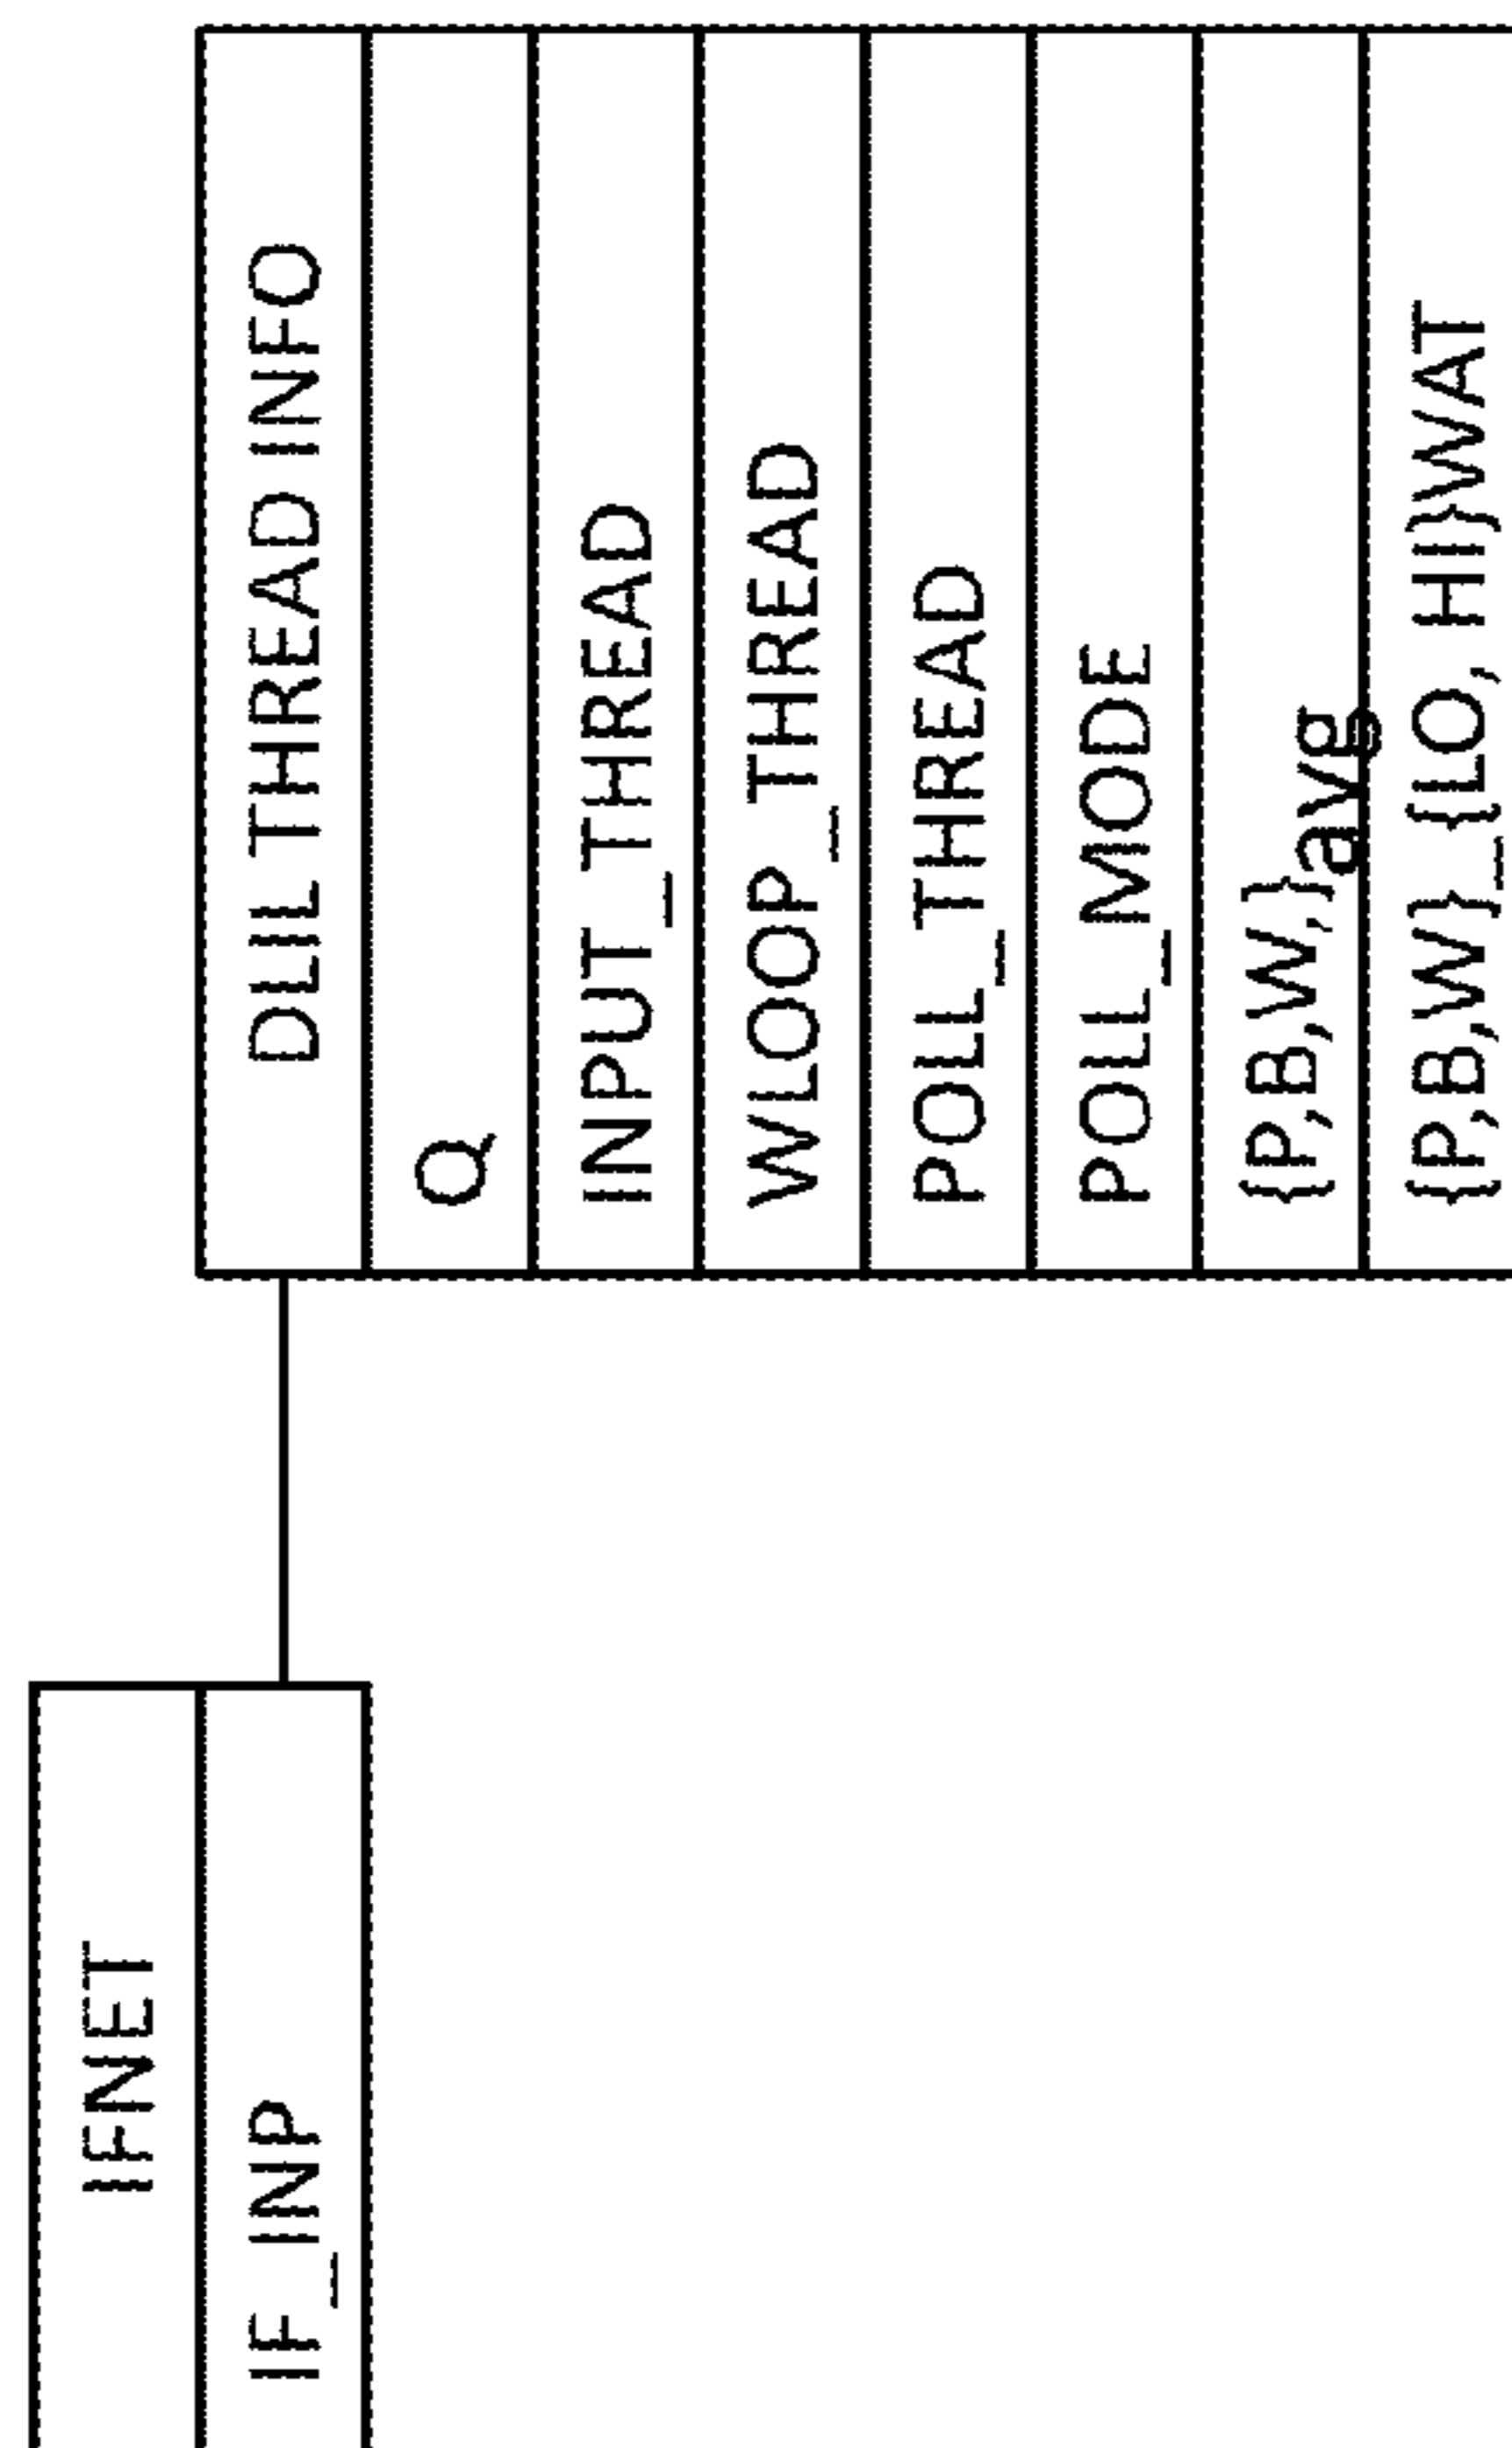 IFNET
IF_INP
DLIL THREAD INFO
Q
INPUT_THREAD
WLOOP_THREAD
POLL_THREAD
POLL_MODE
{P,B,W,}avg
{P,B,W}_{LO, HI}WAT